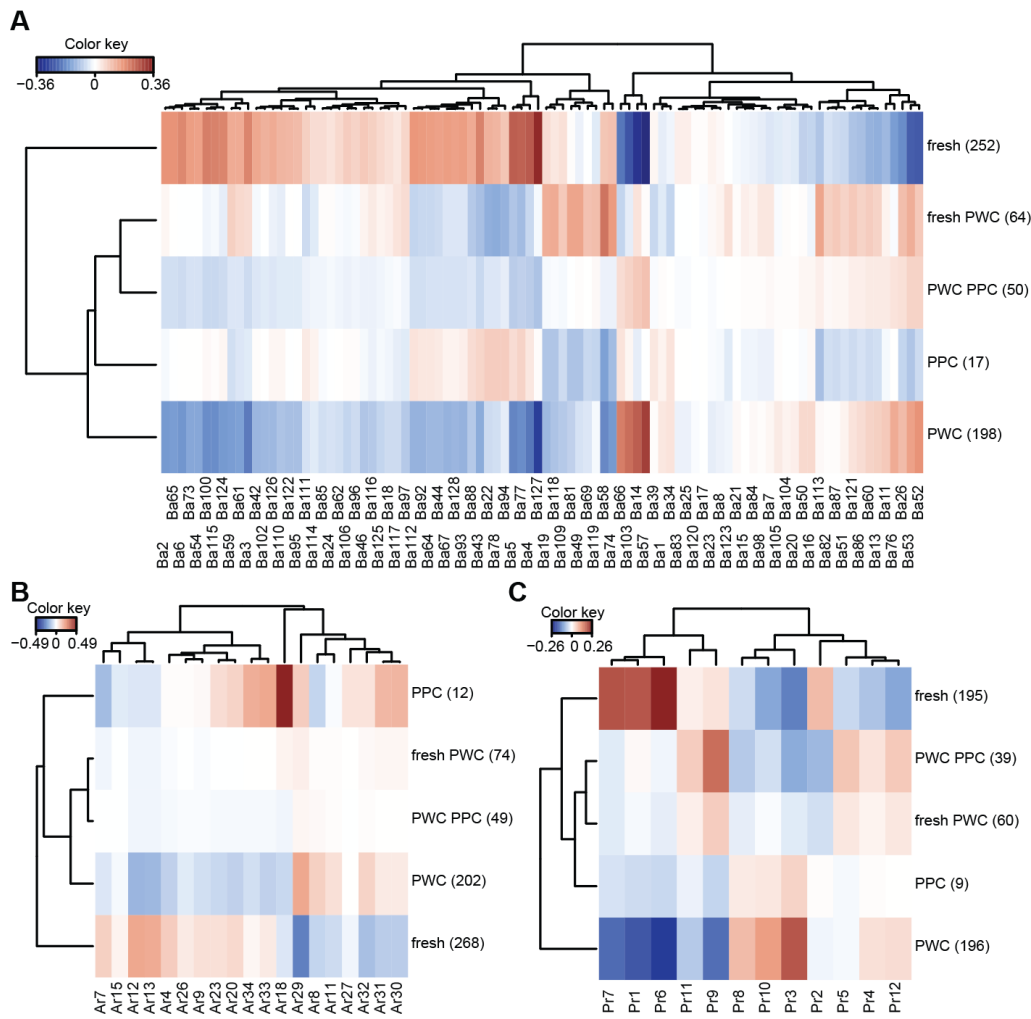 A
Color key
−0.36 0 0.36
fresh (252)
fresh PWC (64)
PWC PPC (50)
PPC (17)
PWC (198)
Ba65 Ba73 Ba100 Ba124 Ba61 Ba42 Ba126 Ba122 Ba111 Ba85 Ba62 Ba96 Ba116 Ba18 Ba97 Ba92 Ba44 Ba128 Ba88 Ba22 Ba94 Ba77 Ba127 Ba118 Ba81 Ba69 Ba58 Ba66 Ba14 Ba39 Ba34 Ba25 Ba17 Ba8 Ba21 Ba84 Ba7 Ba104 Ba50 Ba113 Ba87 Ba121 Ba60 Ba11 Ba26 Ba52
Ba2 Ba6 Ba54 Ba115 Ba59 Ba3 Ba102 Ba110 Ba95 Ba114 Ba24 Ba106 Ba46 Ba125 Ba117 Ba112 Ba64 Ba67 Ba93 Ba43 Ba78 Ba5 Ba4 Ba19 Ba109 Ba49 Ba119 Ba74 Ba103 Ba57 Ba1 Ba83 Ba120 Ba23 Ba123 Ba15 Ba98 Ba105 Ba20 Ba16 Ba82 Ba51 Ba86 Ba13 Ba76 Ba53
B
Color key
−0.49 0 0.49
PPC (12)
fresh PWC (74)
PWC PPC (49)
PWC (202)
fresh (268)
Ar7 Ar15 Ar12 Ar13 Ar4 Ar26 Ar9 Ar23 Ar20 Ar34 Ar33 Ar18 Ar29 Ar8 Ar11 Ar27 Ar32 Ar31 Ar30
C
Color key
−0.26 0 0.26
fresh (195)
PWC PPC (39)
fresh PWC (60)
PPC (9)
PWC (196)
Pr7 Pr1 Pr6 Pr11 Pr9 Pr8 Pr10 Pr3 Pr2 Pr5 Pr4 Pr12